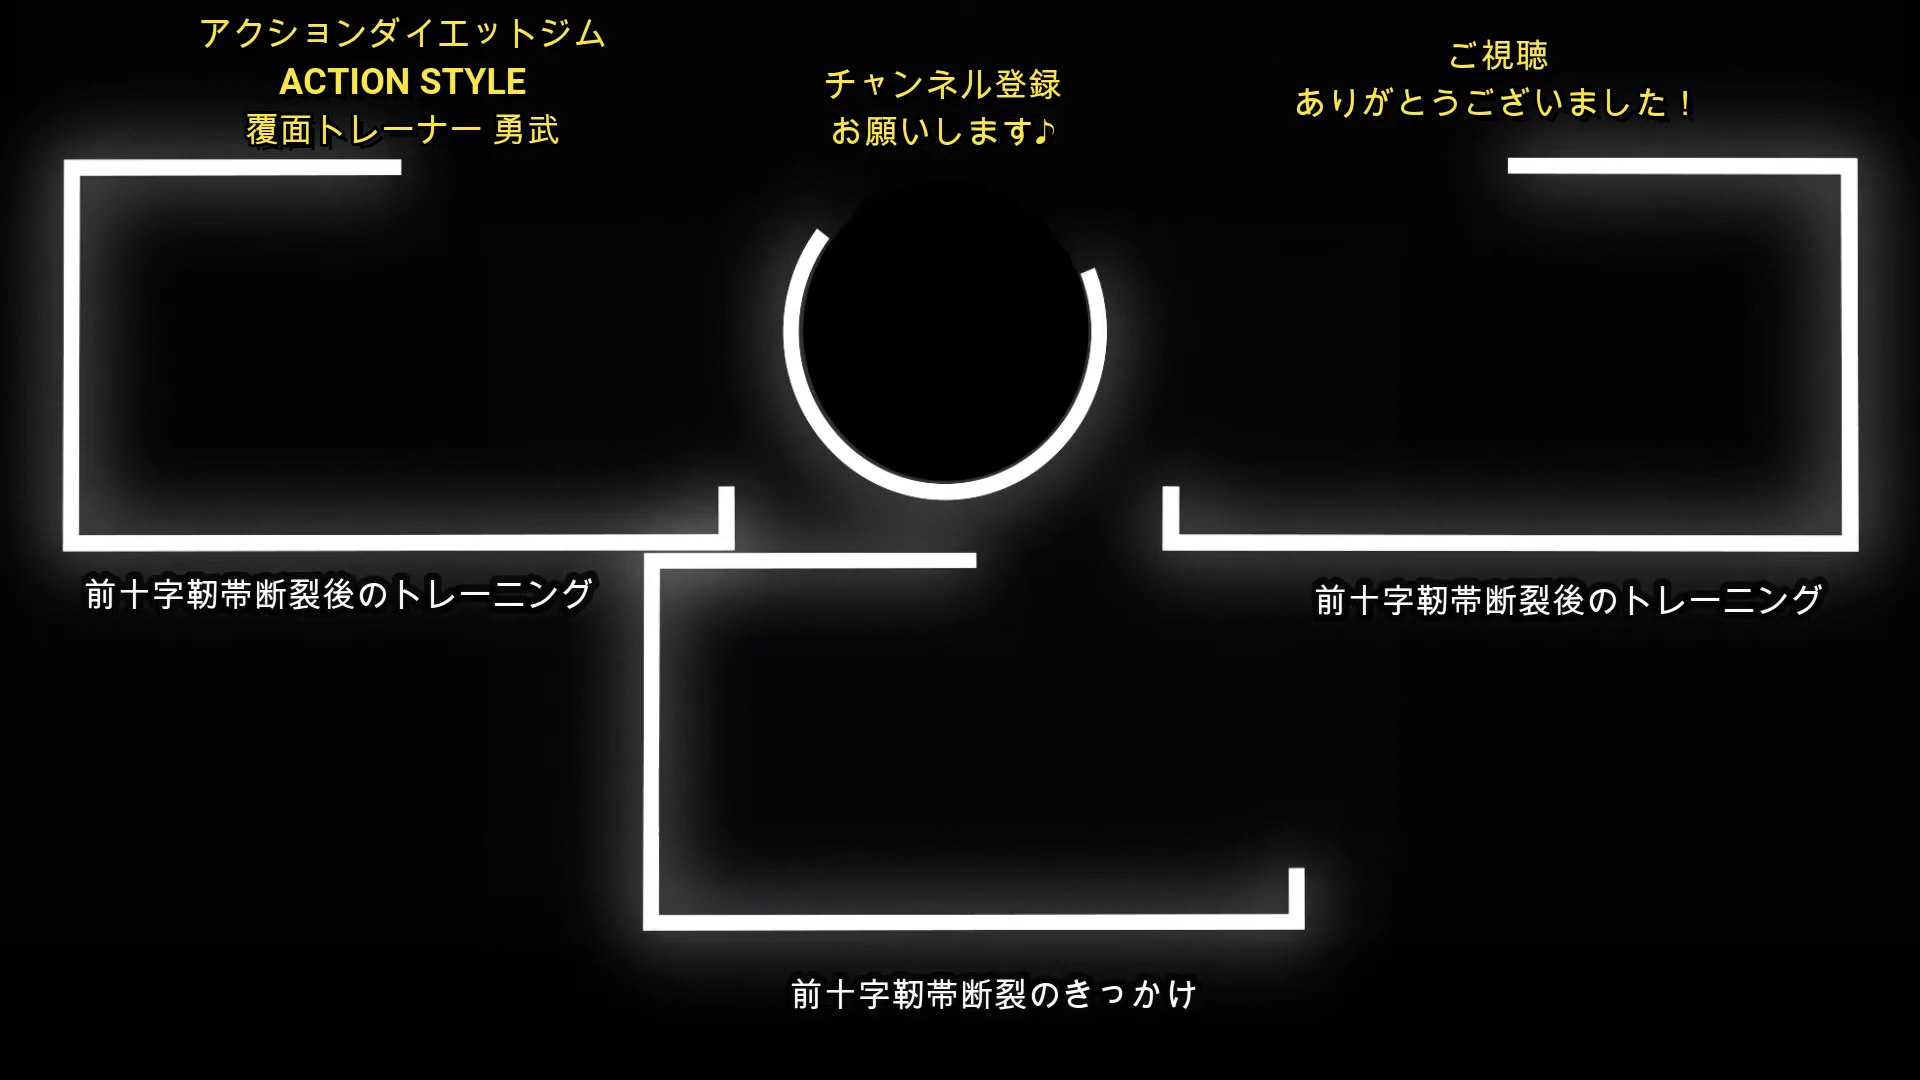 アクションダイエットジム
ACTION STYLE
覆面トレーナー 勇武
チャンネル登録
お願いします♪
ご視聴
ありがとうございました！
前十字靭帯断裂後のトレーニング
前十字靭帯断裂後のトレーニング
前十字靭帯断裂のきっかけ